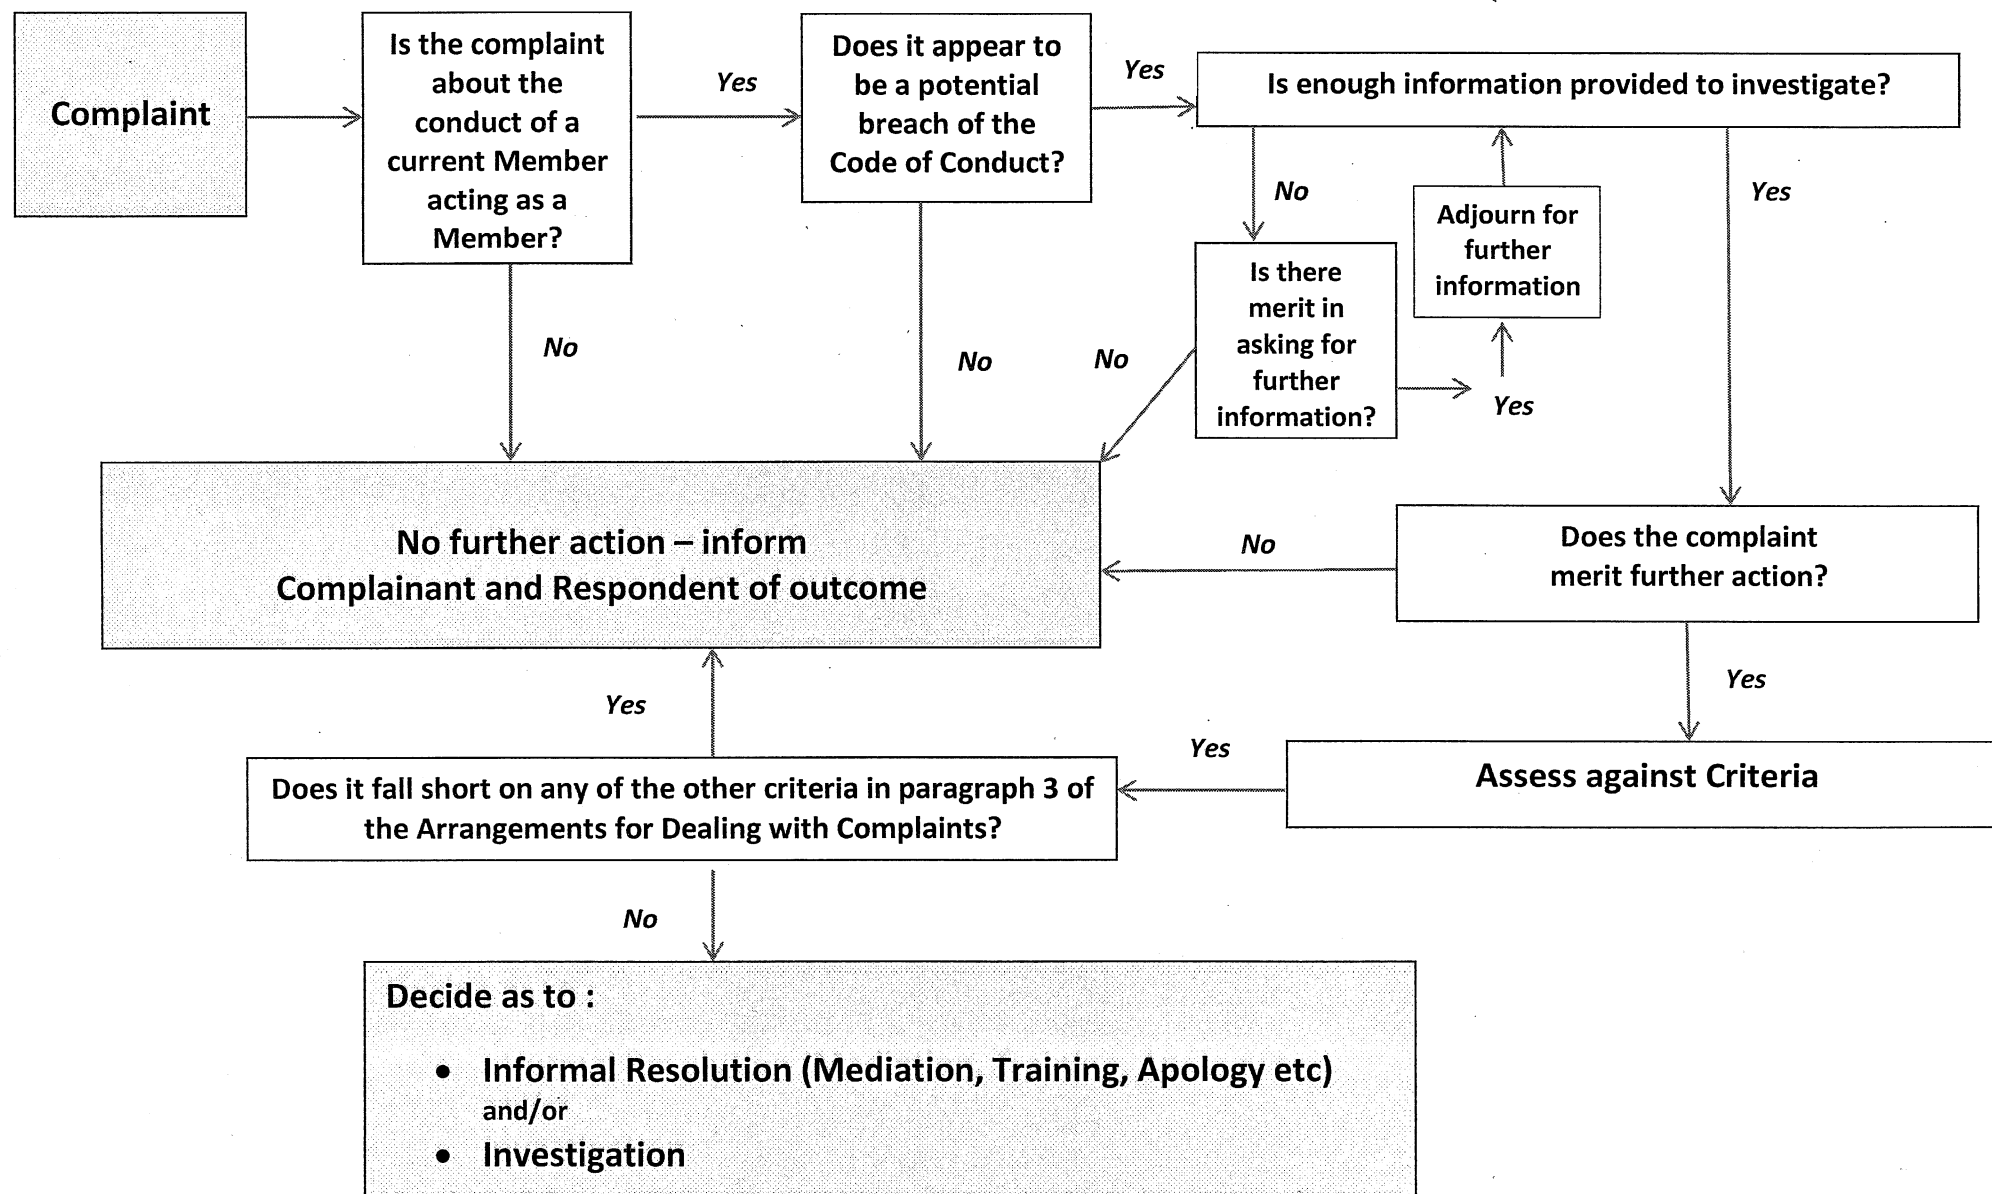 Complaint
Is the complaint
about the
conduct of a
current Member
acting as a
Member?
Yes
Does it appear to
be a potential
breach of the
Code of Conduct?
Yes
Is enough information provided to investigate?
No
Adjourn for
further
information
Yes
Is there
merit in
asking for
further
information?
Yes
No
No
No
No further action – inform
Complainant and Respondent of outcome
No
Does the complaint
merit further action?
Yes
Yes
Yes
Assess against Criteria
Does it fall short on any of the other criteria in paragraph 3 of
the Arrangements for Dealing with Complaints?
No
Decide as to :
• Informal Resolution (Mediation, Training, Apology etc)
and/or
• Investigation